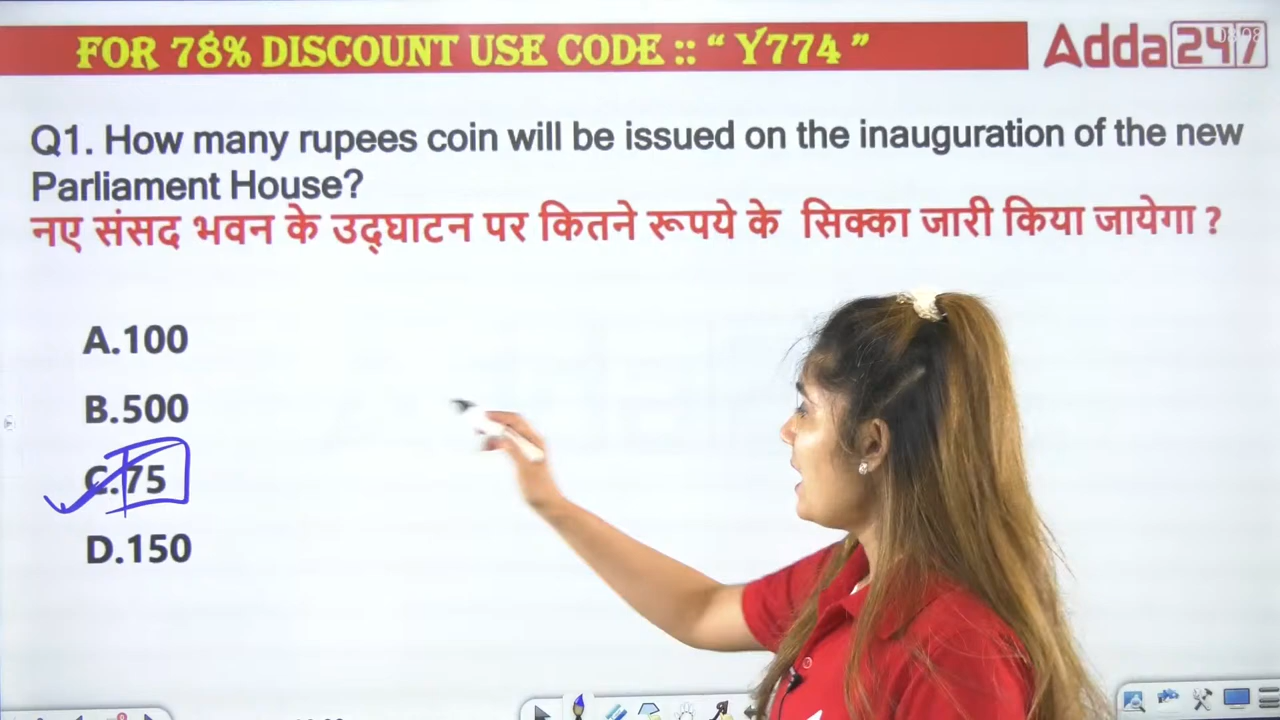 FOR 78% DISCOUNT USE CODE :: “ Y774 ”
Adda247
Q1. How many rupees coin will be issued on the inauguration of the new
Parliament House?
नए संसद भवन के उद्घाटन पर कितने रूपये के सिक्का जारी किया जायेगा ?
A.100
B.500
C.75
D.150